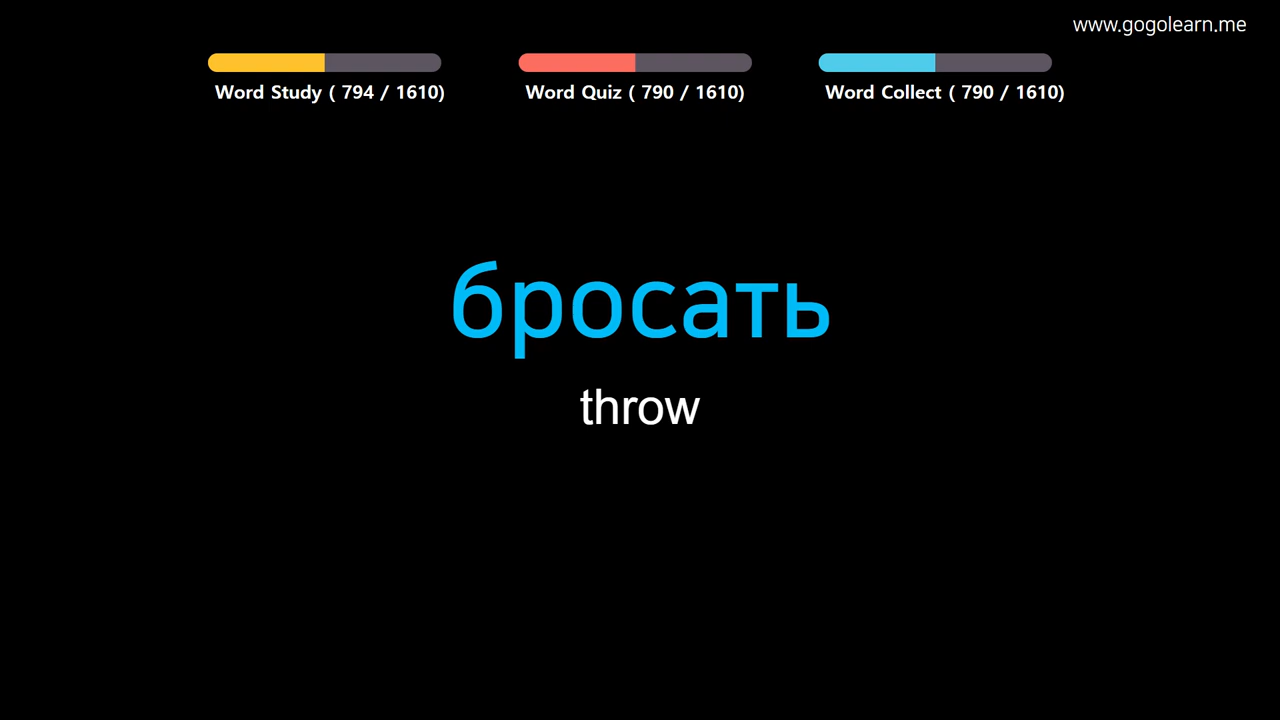 www.gogolearn.me
Word Study ( 794 / 1610)
Word Quiz ( 790 / 1610)
Word Collect ( 790 / 1610)
бросать
throw